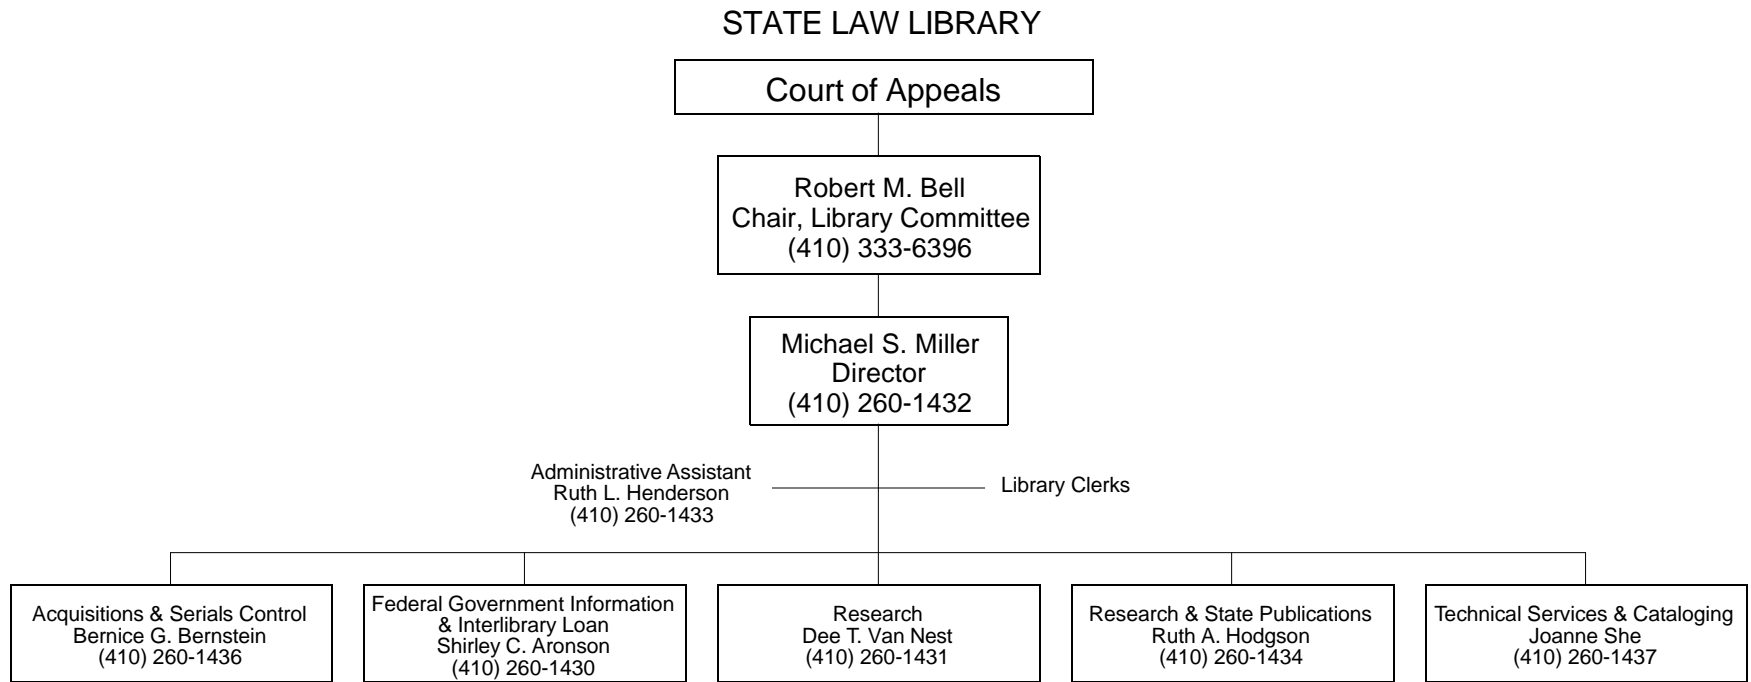 STATE LAW LIBRARY
Court of Appeals
Robert M. Bell
Chair, Library Committee
(410) 333-6396
Michael S. Miller
Director
(410) 260-1432
Administrative Assistant
Ruth L. Henderson
(410) 260-1433
Library Clerks
Acquisitions & Serials Control
Bernice G. Bernstein
(410) 260-1436
Federal Government Information
& Interlibrary Loan
Shirley C. Aronson
(410) 260-1430
Research
Dee T. Van Nest
(410) 260-1431
Research & State Publications
Ruth A. Hodgson
(410) 260-1434
Technical Services & Cataloging
Joanne She
(410) 260-1437